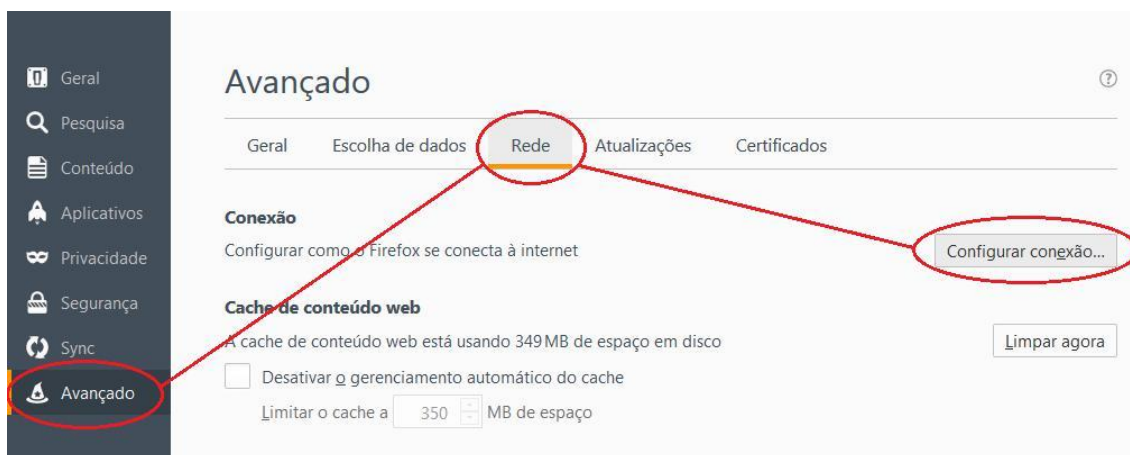 Geral
Pesquisa
Conteúdo
Aplicativos
Privacidade
Segurança
Sync
Avançado
Avançado
?
Geral Escolha de dados Rede Atualizações Certificados
Conexão
Configurar como o Firefox se conecta à internet
Configurar conexão...
Cache de conteúdo web
A cache de conteúdo web está usando 349 MB de espaço em disco
Limpar agora
Desativar o gerenciamento automático do cache
Limitar o cache a 350 MB de espaço